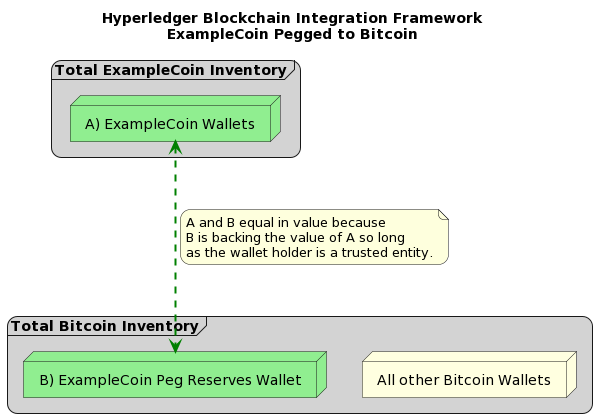 Hyperledger Blockchain Integration Framework
ExampleCoin Pegged to Bitcoin
Total ExampleCoin Inventory
A) ExampleCoin Wallets
A and B equal in value because
B is backing the value of A so long
as the wallet holder is a trusted entity.
Total Bitcoin Inventory
B) ExampleCoin Peg Reserves Wallet
All other Bitcoin Wallets